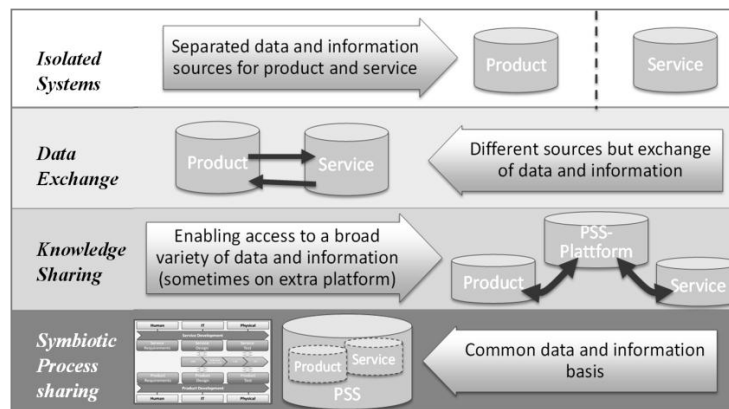 Isolated
Systems
Separated data and information
sources for product and service
Product
Service
Data
Exchange
Product
Service
Different sources but exchange
of data and information
Knowledge
Sharing
Enabling access to a broad
variety of data and information
(sometimes on extra platform)
PSS-
Plattform
Product
Service
Symbiotic
Process
sharing
Human IT Physical
Service Development
Product Development
Human IT Physical
Product
Service
PSS
Common data and information
basis